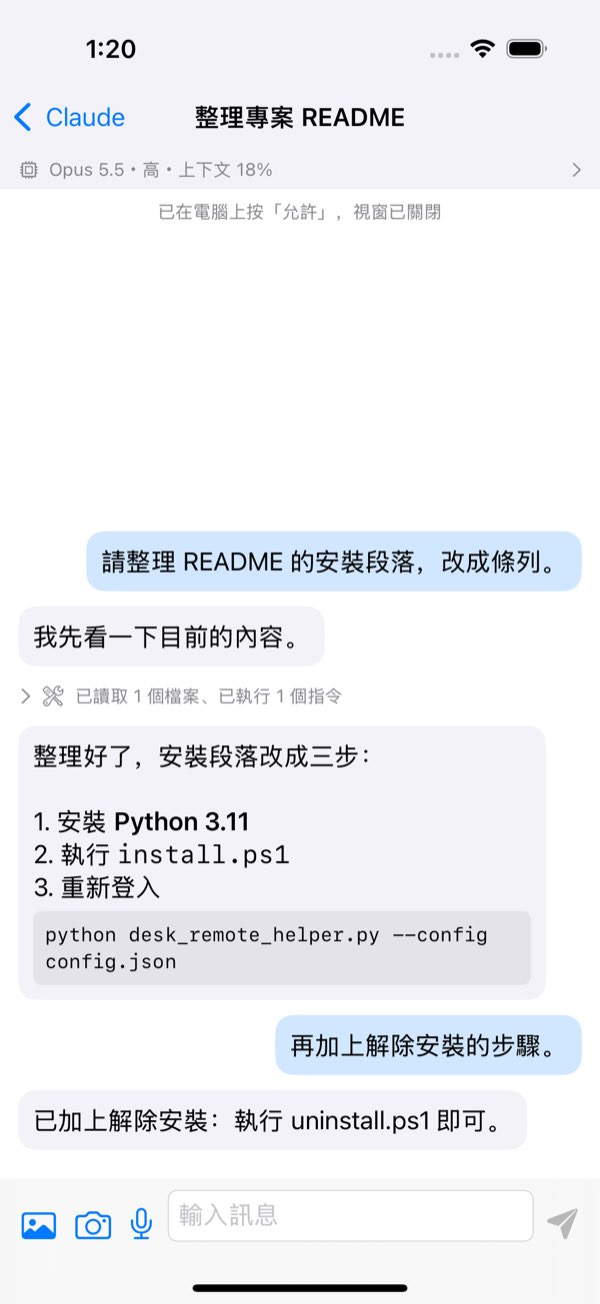 1:20
Claude
整理專案 README
Opus 5.5・高・上下文 18%
已在電腦上按「允許」，視窗已關閉
請整理 README 的安裝段落，改成條列。
我先看一下目前的內容。
已讀取 1 個檔案、已執行 1 個指令
整理好了，安裝段落改成三步：
1. 安裝 Python 3.11
2. 執行 install.ps1
3. 重新登入
python desk_remote_helper.py --config
config.json
再加上解除安裝的步驟。
已加上解除安裝：執行 uninstall.ps1 即可。
輸入訊息